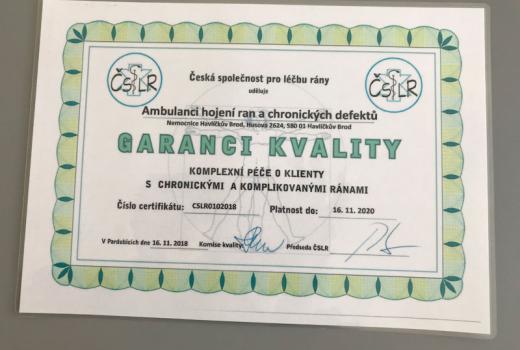 ČSLR
ČSLR
Česká společnost pro léčbu rány
uděluje
Ambulanci hojení ran a chronických defektů
Nemocnice Havlíčkův Brod, Husova 2624, 580 01 Havlíčkův Brod
GARANCI KVALITY
KOMPLEXNÍ PÉČE O KLIENTY
S CHRONICKÝMI A KOMPLIKOVANÝMI RÁNAMI
Číslo certifikátu: CSLR0102018 Platnost do: 16. 11. 2020
V Pardubicích dne 16. 11. 2018 Komise kvality: Předseda ČSLR